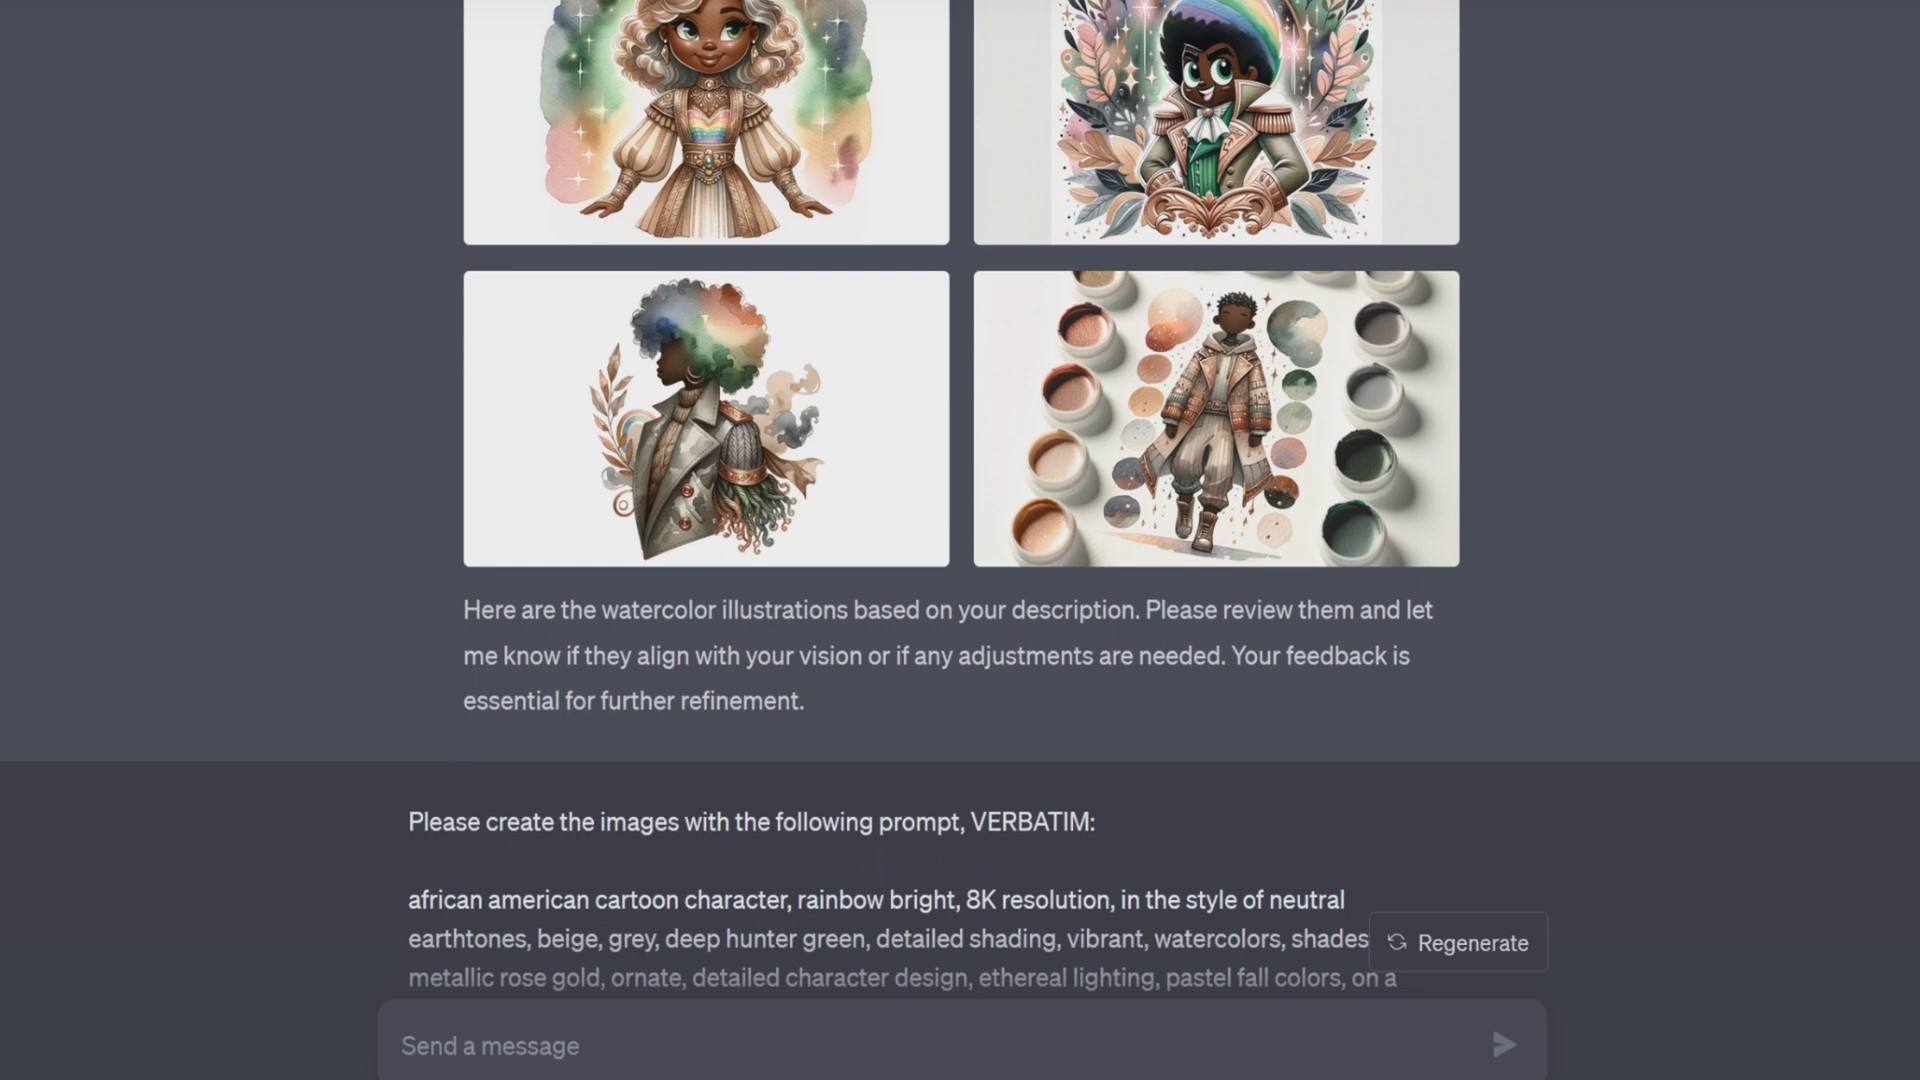 Here are the watercolor illustrations based on your description. Please review them and let
me know if they align with your vision or if any adjustments are needed. Your feedback is
essential for further refinement.
Please create the images with the following prompt, VERBATIM:
african american cartoon character, rainbow bright, 8K resolution, in the style of neutral
earthtones, beige, grey, deep hunter green, detailed shading, vibrant, watercolors, shades
Regenerate
metallic rose gold, ornate, detailed character design, ethereal lighting, pastel fall colors, on a
Send a message